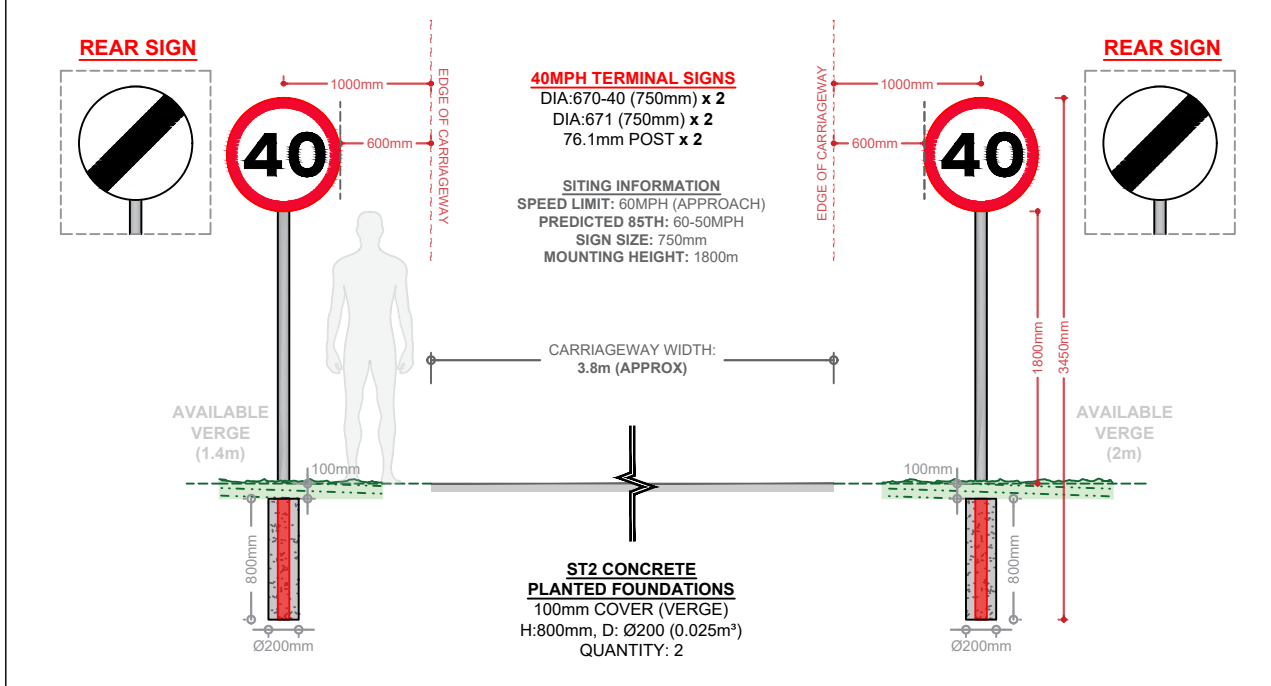 REAR SIGN
40
1000mm
600mm
EDGE OF CARRIAGEWAY
40MPH TERMINAL SIGNS
DIA:670-40 (750mm) x 2
DIA:671 (750mm) x 2
76.1mm POST x 2
SITING INFORMATION
SPEED LIMIT: 60MPH (APPROACH)
PREDICTED 85TH: 60-50MPH
SIGN SIZE: 750mm
MOUNTING HEIGHT: 1800m
EDGE OF CARRIAGEWAY
1000mm
600mm
40
REAR SIGN
CARRIAGEWAY WIDTH:
3.8m (APPROX)
1800mm
3450mm
AVAILABLE
VERGE
(1.4m)
AVAILABLE
VERGE
(2m)
100mm
100mm
800mm
Ø200mm
ST2 CONCRETE
PLANTED FOUNDATIONS
100mm COVER (VERGE)
H:800mm, D: Ø200 (0.025m³)
QUANTITY: 2
800mm
Ø200mm